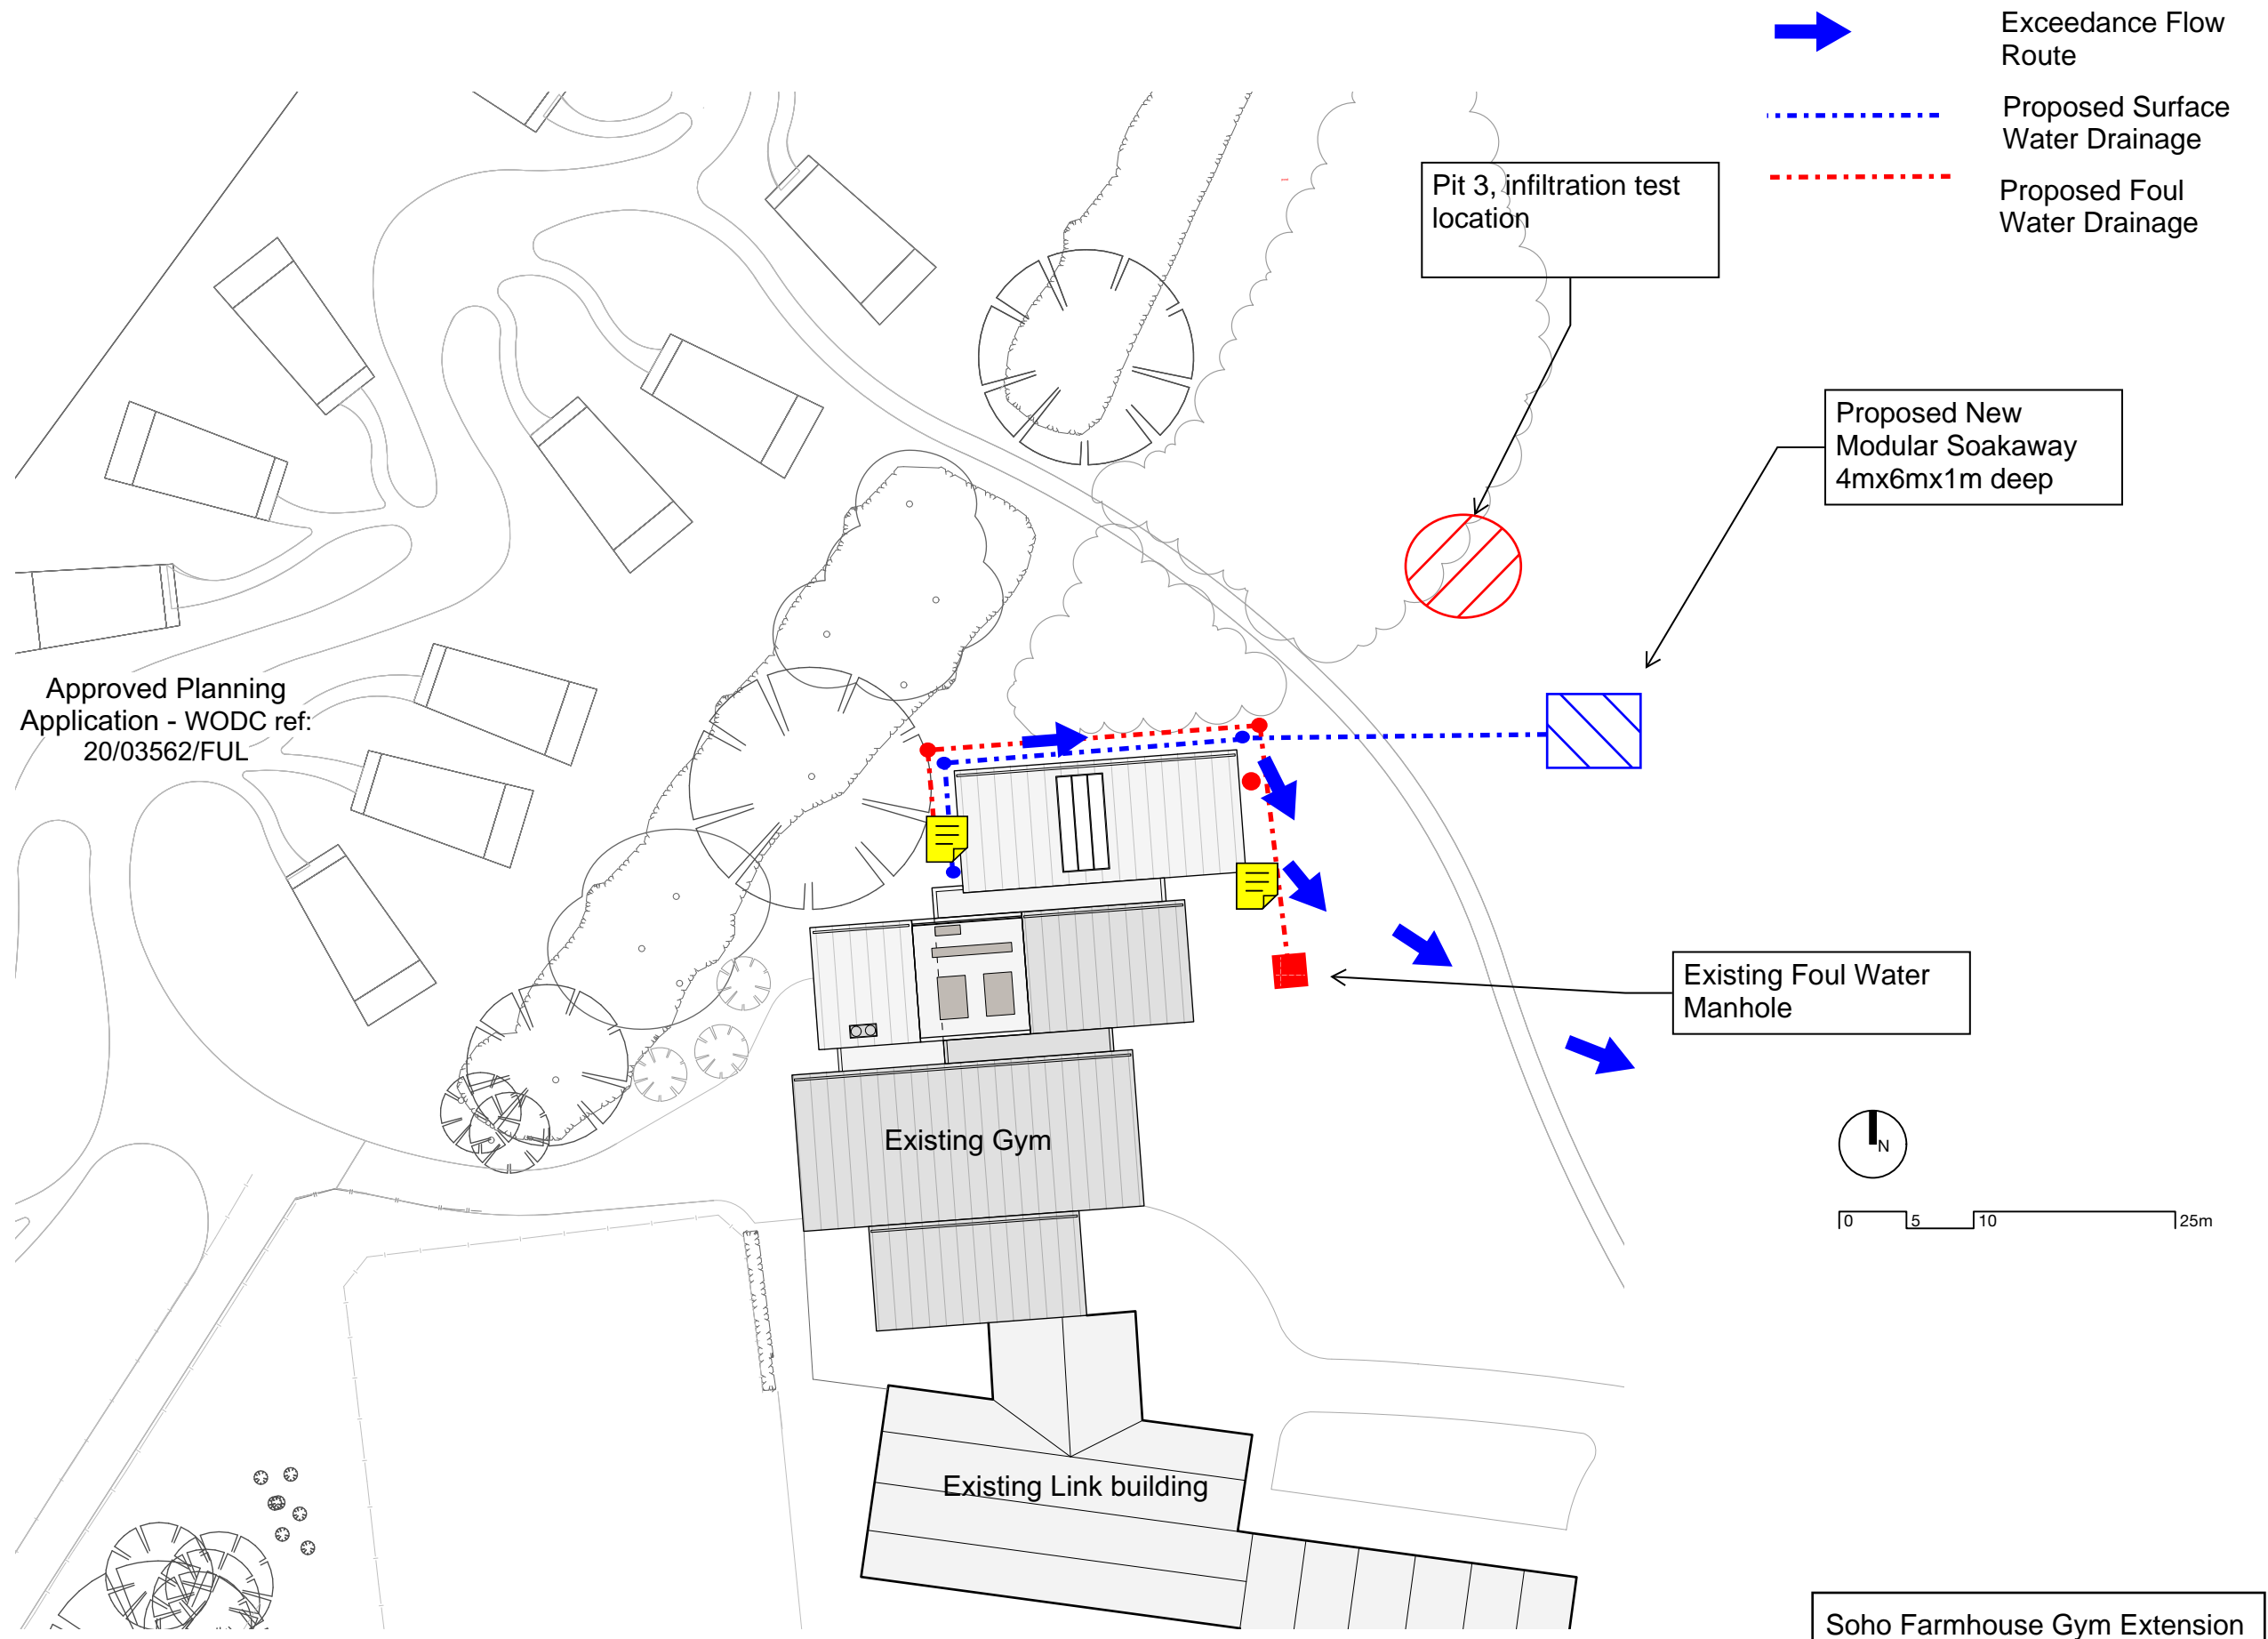 Exceedance Flow
Route
Proposed Surface
Water Drainage
Proposed Foul
Water Drainage
Pit 3, infiltration test
location
Proposed New
Modular Soakaway
4mx6mx1m deep
Approved Planning
Application - WODC ref:
20/03562/FUL
Existing Foul Water
Manhole
N
0 5 10 25m
Existing Gym
Existing Link building
Soho Farmhouse Gym Extension